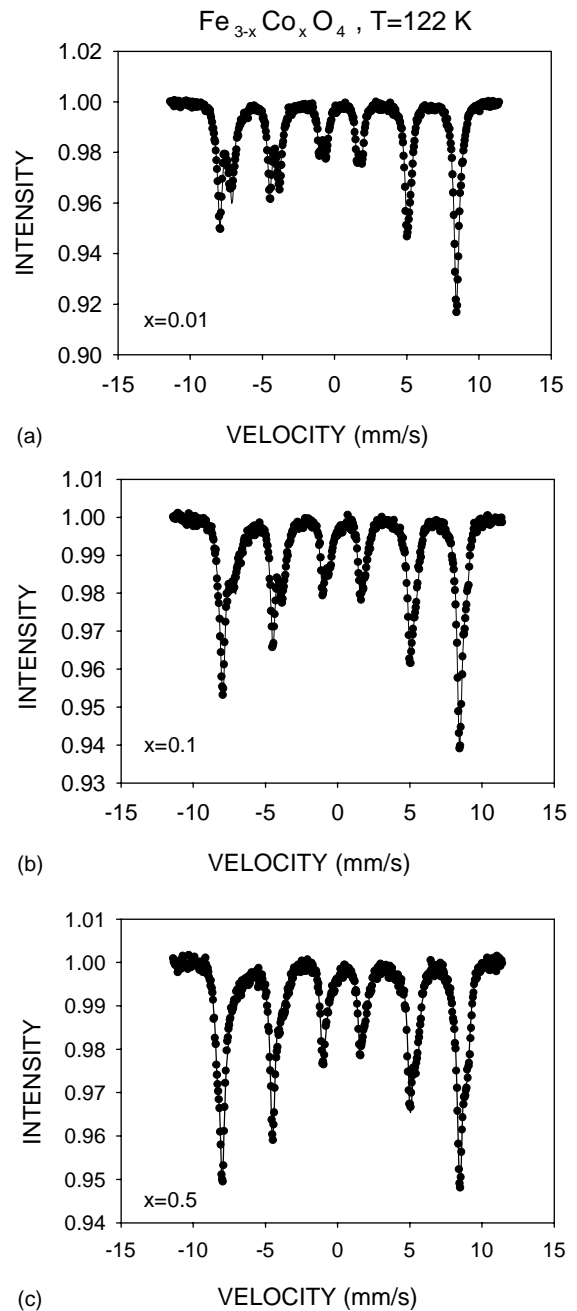 Fe3-xCoxO4 , T=122 K
1.02
1.00
0.98
0.96
0.94
0.92
0.90
INTENSITY
x=0.01
-15 -10 -5 0 5 10 15
(a) VELOCITY (mm/s)
1.01
1.00
0.99
0.98
0.97
0.96
0.95
0.94
0.93
INTENSITY
x=0.1
-15 -10 -5 0 5 10 15
(b) VELOCITY (mm/s)
1.01
1.00
0.99
0.98
0.97
0.96
0.95
0.94
INTENSITY
x=0.5
-15 -10 -5 0 5 10 15
(c) VELOCITY (mm/s)